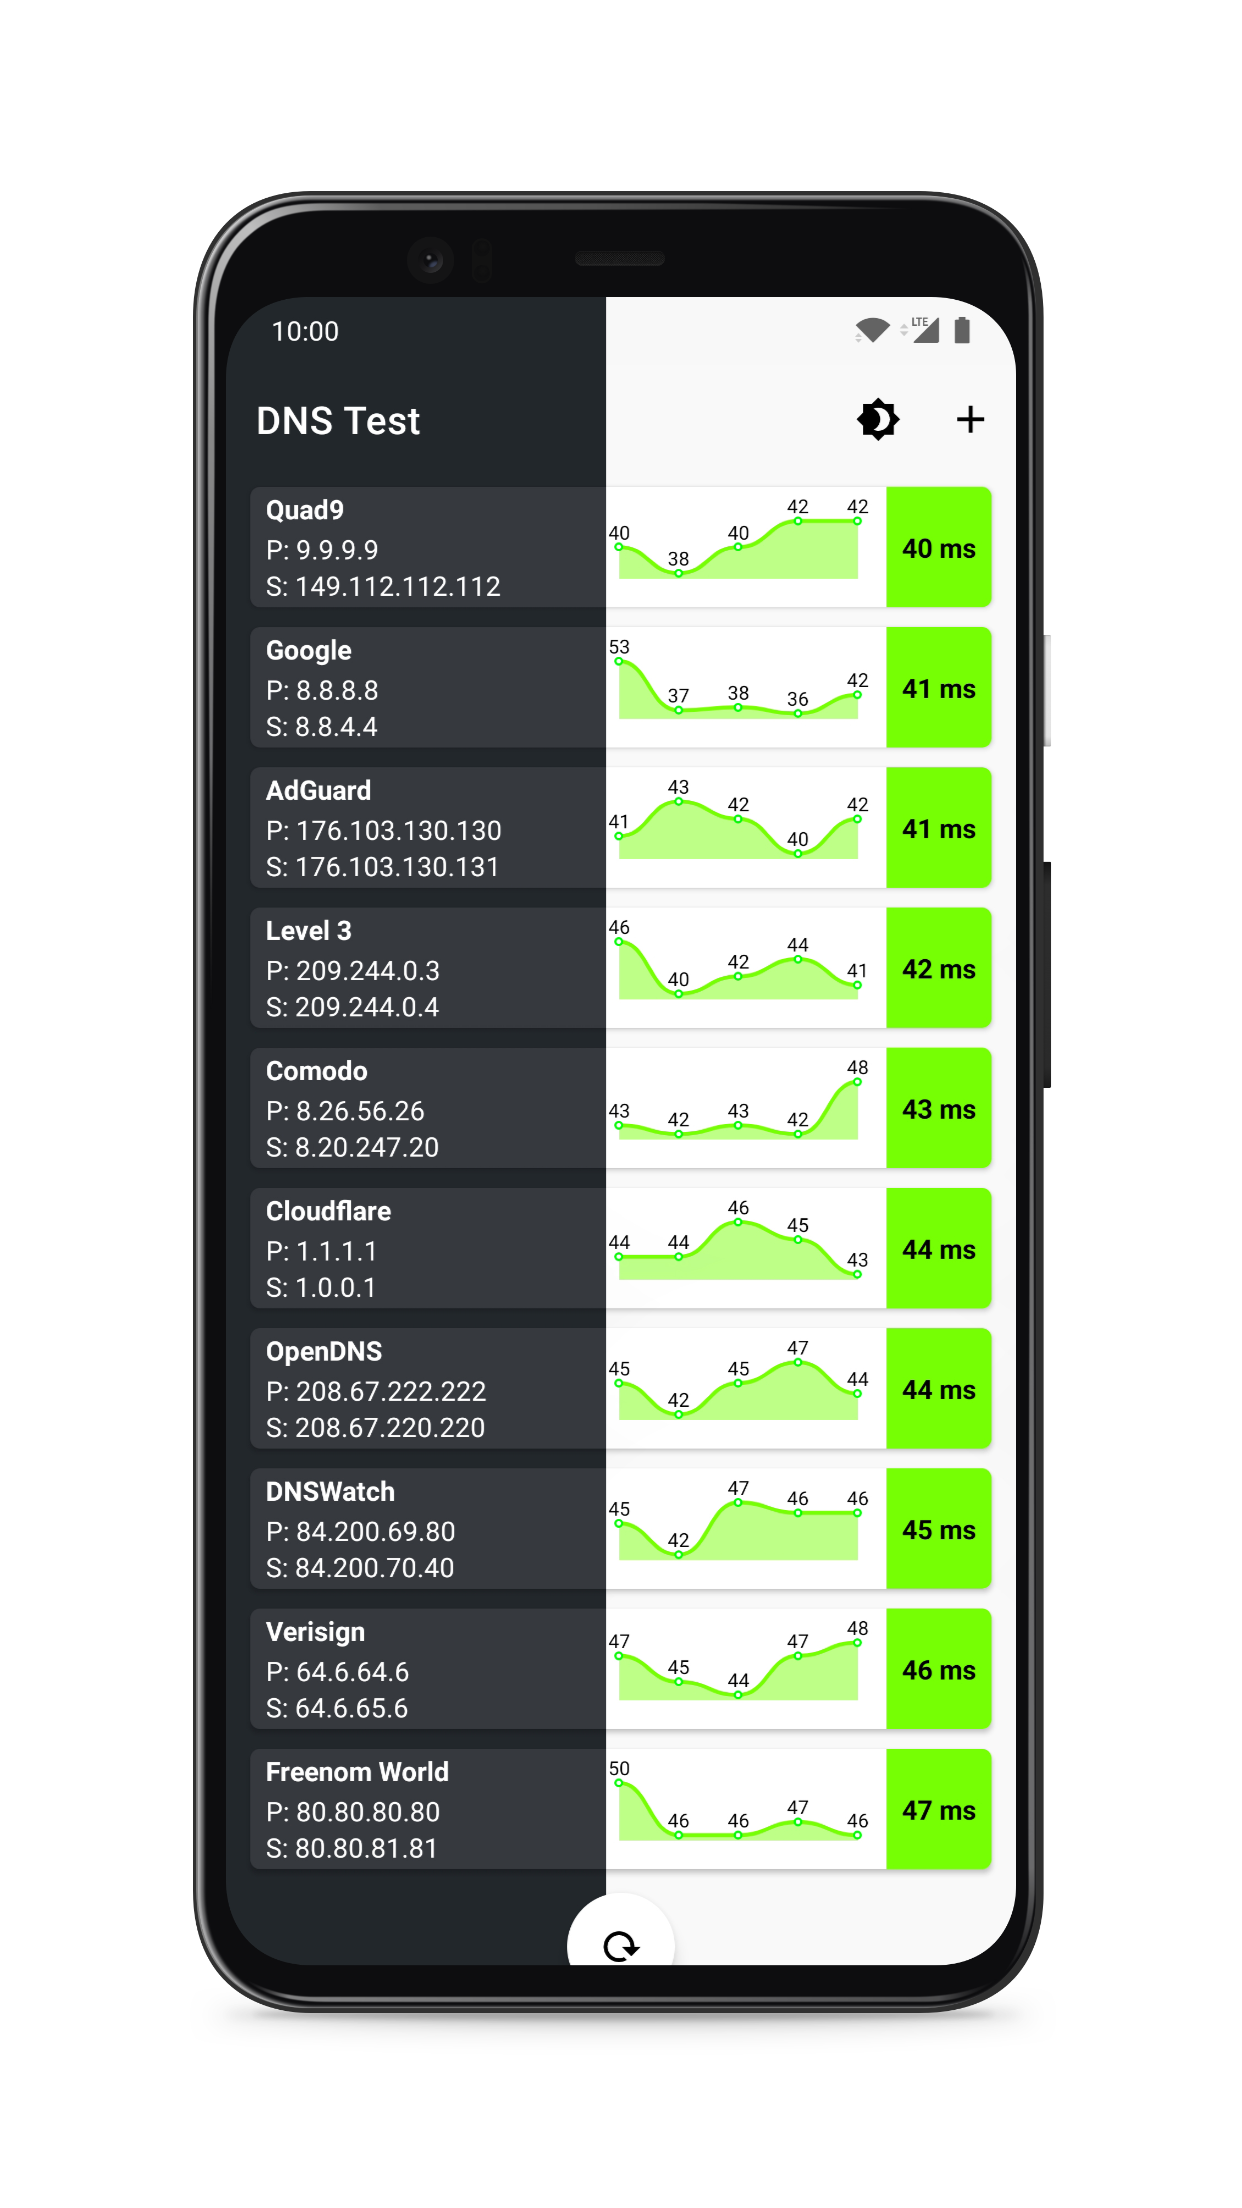 10:00
LTE
DNS Test
Quad9
P: 9.9.9.9
S: 149.112.112.112
40 38 40 42 42
40 ms
Google
P: 8.8.8.8
S: 8.8.4.4
53 37 38 36 42
41 ms
AdGuard
P: 176.103.130.130
S: 176.103.130.131
41 43 42 40 42
41 ms
Level 3
P: 209.244.0.3
S: 209.244.0.4
46 40 42 44 41
42 ms
Comodo
P: 8.26.56.26
S: 8.20.247.20
43 42 43 42 48
43 ms
Cloudflare
P: 1.1.1.1
S: 1.0.0.1
44 44 46 45 43
44 ms
OpenDNS
P: 208.67.222.222
S: 208.67.220.220
45 42 45 47 44
44 ms
DNSWatch
P: 84.200.69.80
S: 84.200.70.40
45 42 47 46 46
45 ms
Verisign
P: 64.6.64.6
S: 64.6.65.6
47 45 44 47 48
46 ms
Freenom World
P: 80.80.80.80
S: 80.80.81.81
50 46 46 47 46
47 ms